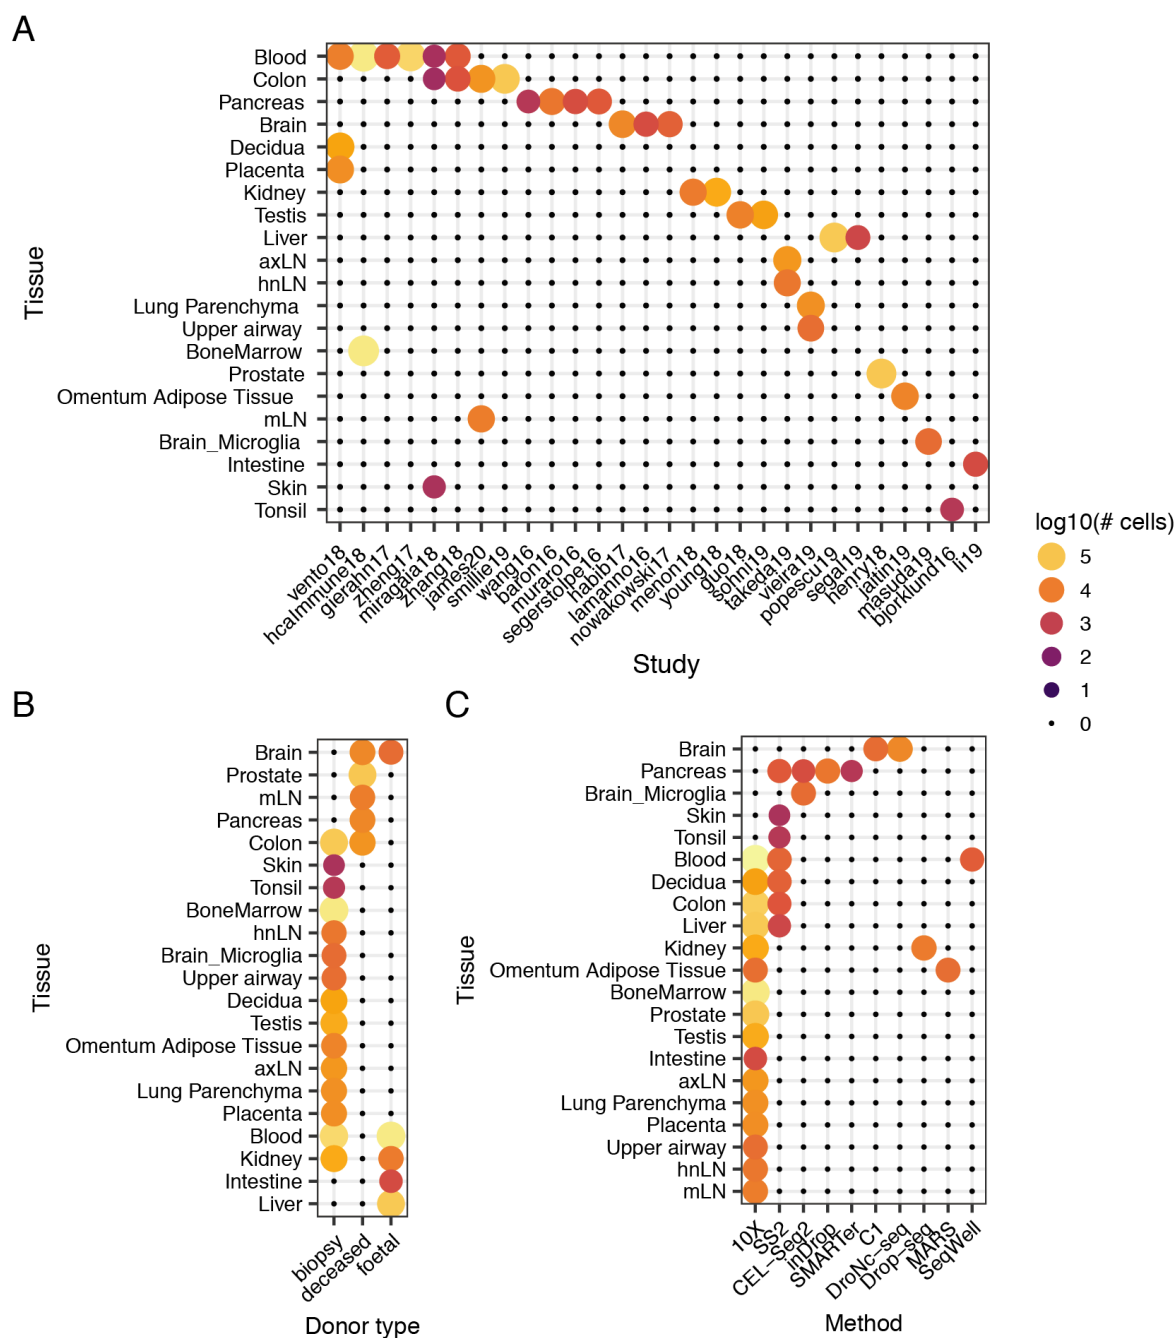 A
Blood
Colon
Pancreas
Brain
Decidua
Placenta
Kidney
Testis
Liver
axLN
hnLN
Lung Parenchyma
Upper airway
BoneMarrow
Prostate
Omentum Adipose Tissue
mLN
Brain_Microglia
Intestine
Skin
Tonsil
Tissue
vento18
hcaImmune18
gierahn17
zheng17
miragaia18
zhang18
james20
smillie19
wang16
baron16
muraro16
segerstolpe16
habib17
lamanno16
nowakowski17
menon18
young18
guo18
sohni19
takeda19
vieira19
popescu19
segal19
henry18
jaitin19
masuda19
bjorklund16
li19
Study
log10(# cells)
5
4
3
2
1
0
B
Brain
Prostate
mLN
Pancreas
Colon
Skin
Tonsil
BoneMarrow
hnLN
Brain_Microglia
Upper airway
Decidua
Testis
Omentum Adipose Tissue
axLN
Lung Parenchyma
Placenta
Blood
Kidney
Intestine
Liver
Tissue
biopsy
deceased
foetal
Donor type
C
Brain
Pancreas
Brain_Microglia
Skin
Tonsil
Blood
Decidua
Colon
Liver
Kidney
Omentum Adipose Tissue
BoneMarrow
Prostate
Testis
Intestine
axLN
Lung Parenchyma
Placenta
Upper airway
hnLN
mLN
Tissue
10X
SS2
CEL−Seq2
inDrop
SMARTer
C1
DroNc−seq
Drop−seq
MARS
SeqWell
Method